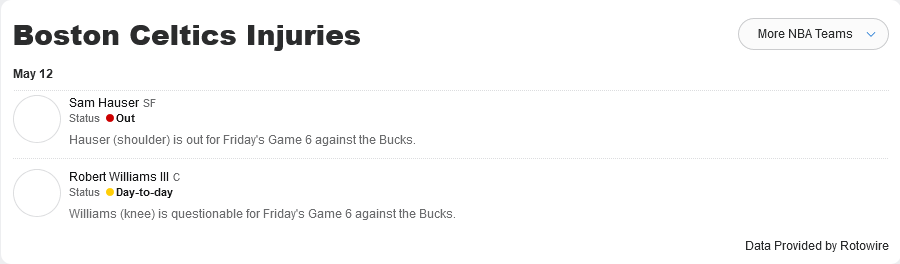 Boston Celtics Injuries
More NBA Teams
May 12
Sam Hauser SF
Status Out
Hauser (shoulder) is out for Friday's Game 6 against the Bucks.
Robert Williams III C
Status Day-to-day
Williams (knee) is questionable for Friday's Game 6 against the Bucks.
Data Provided by Rotowire